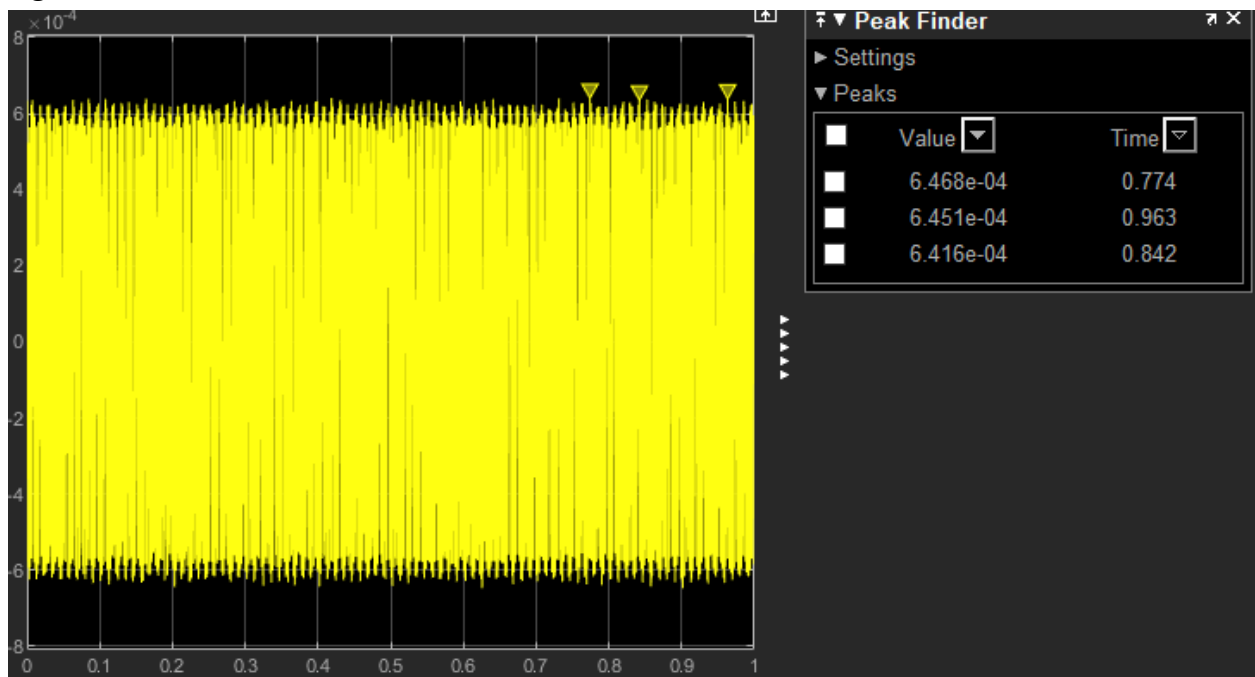 ×10⁻⁴
8
6
4
2
0
-2
-4
-6
-8
0 0.1 0.2 0.3 0.4 0.5 0.6 0.7 0.8 0.9 1
Peak Finder
Settings
Peaks
Value Time
6.468e-04 0.774
6.451e-04 0.963
6.416e-04 0.842